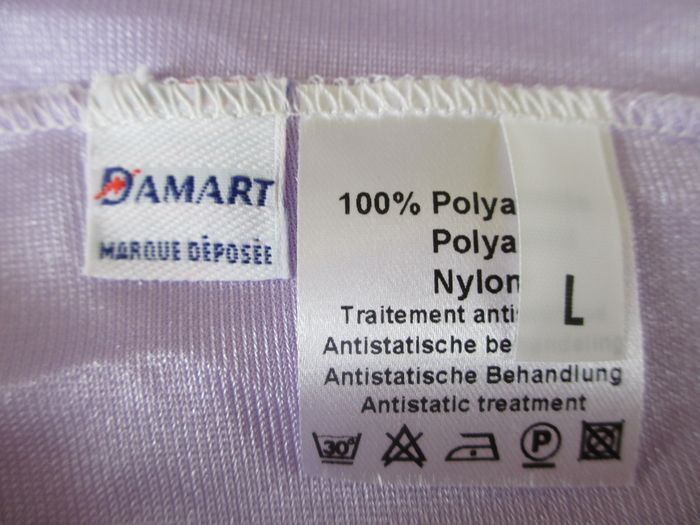 DAMART
MARQUE DÉPOSÉE
100% Polya
Polya
Nylon
L
Traitement anti
Antistatische be
Antistatische Behandlung
Antistatic treatment
30° P